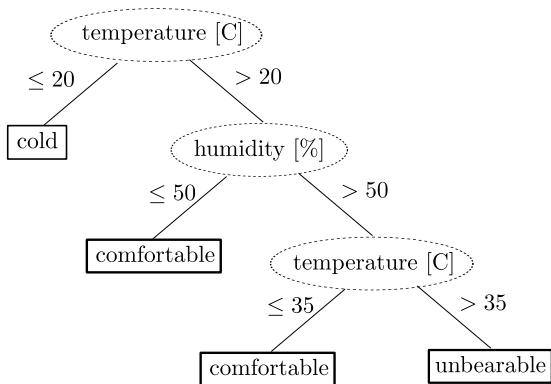 temperature [C]
≤ 20
> 20
cold
humidity [%]
≤ 50
> 50
comfortable
temperature [C]
≤ 35
> 35
comfortable
unbearable